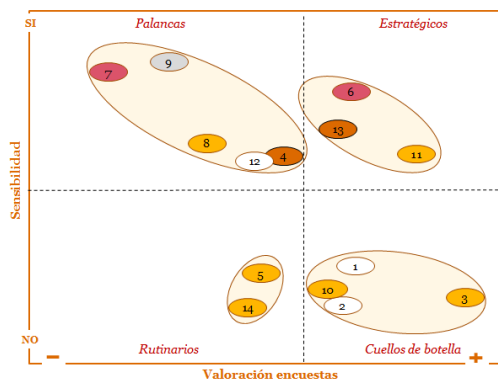 SI
Palancas
Estratégicos
9
7
6
13
8
12
4
11
Sensibilidad
1
5
10
3
2
14
NO
Rutinarios
Cuellos de botella
−
+
Valoración encuestas